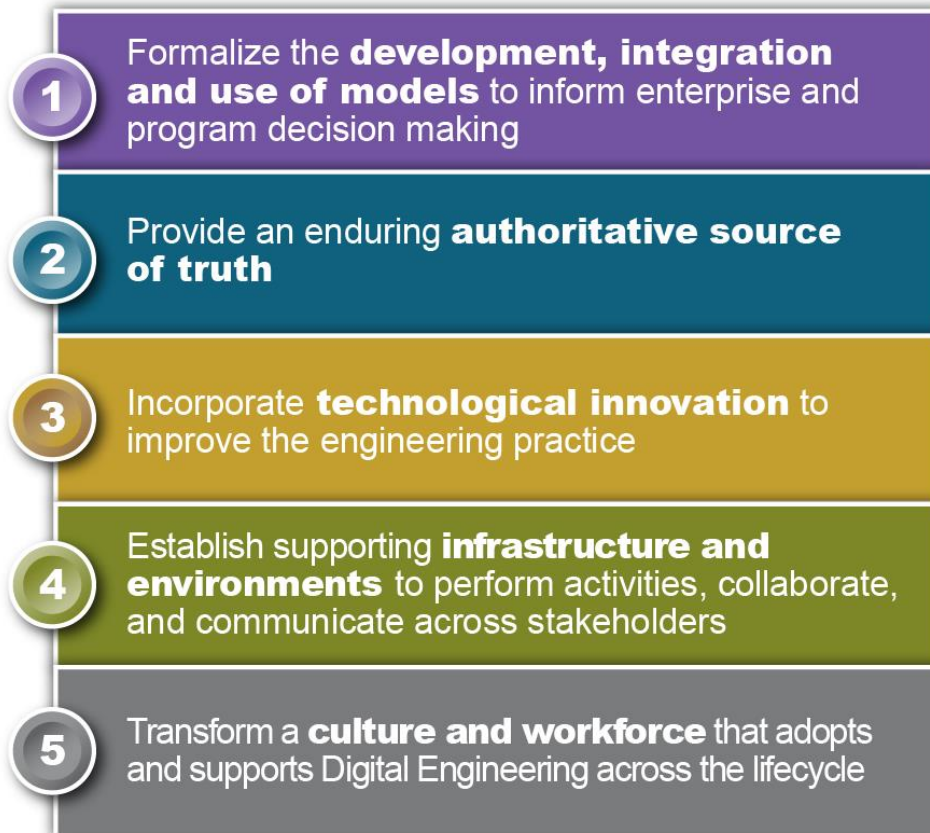 1
Formalize the development, integration
and use of models to inform enterprise and
program decision making
2
Provide an enduring authoritative source
of truth
3
Incorporate technological innovation to
improve the engineering practice
4
Establish supporting infrastructure and
environments to perform activities, collaborate,
and communicate across stakeholders
5
Transform a culture and workforce that adopts
and supports Digital Engineering across the lifecycle